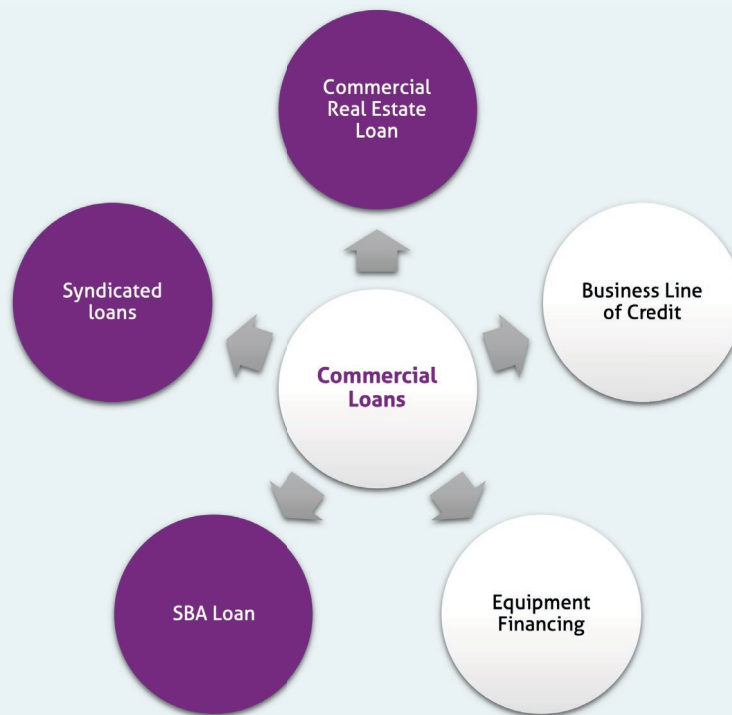 Commercial
Real Estate
Loan
Syndicated
loans
Business Line
of Credit
Commercial
Loans
SBA Loan
Equipment
Financing